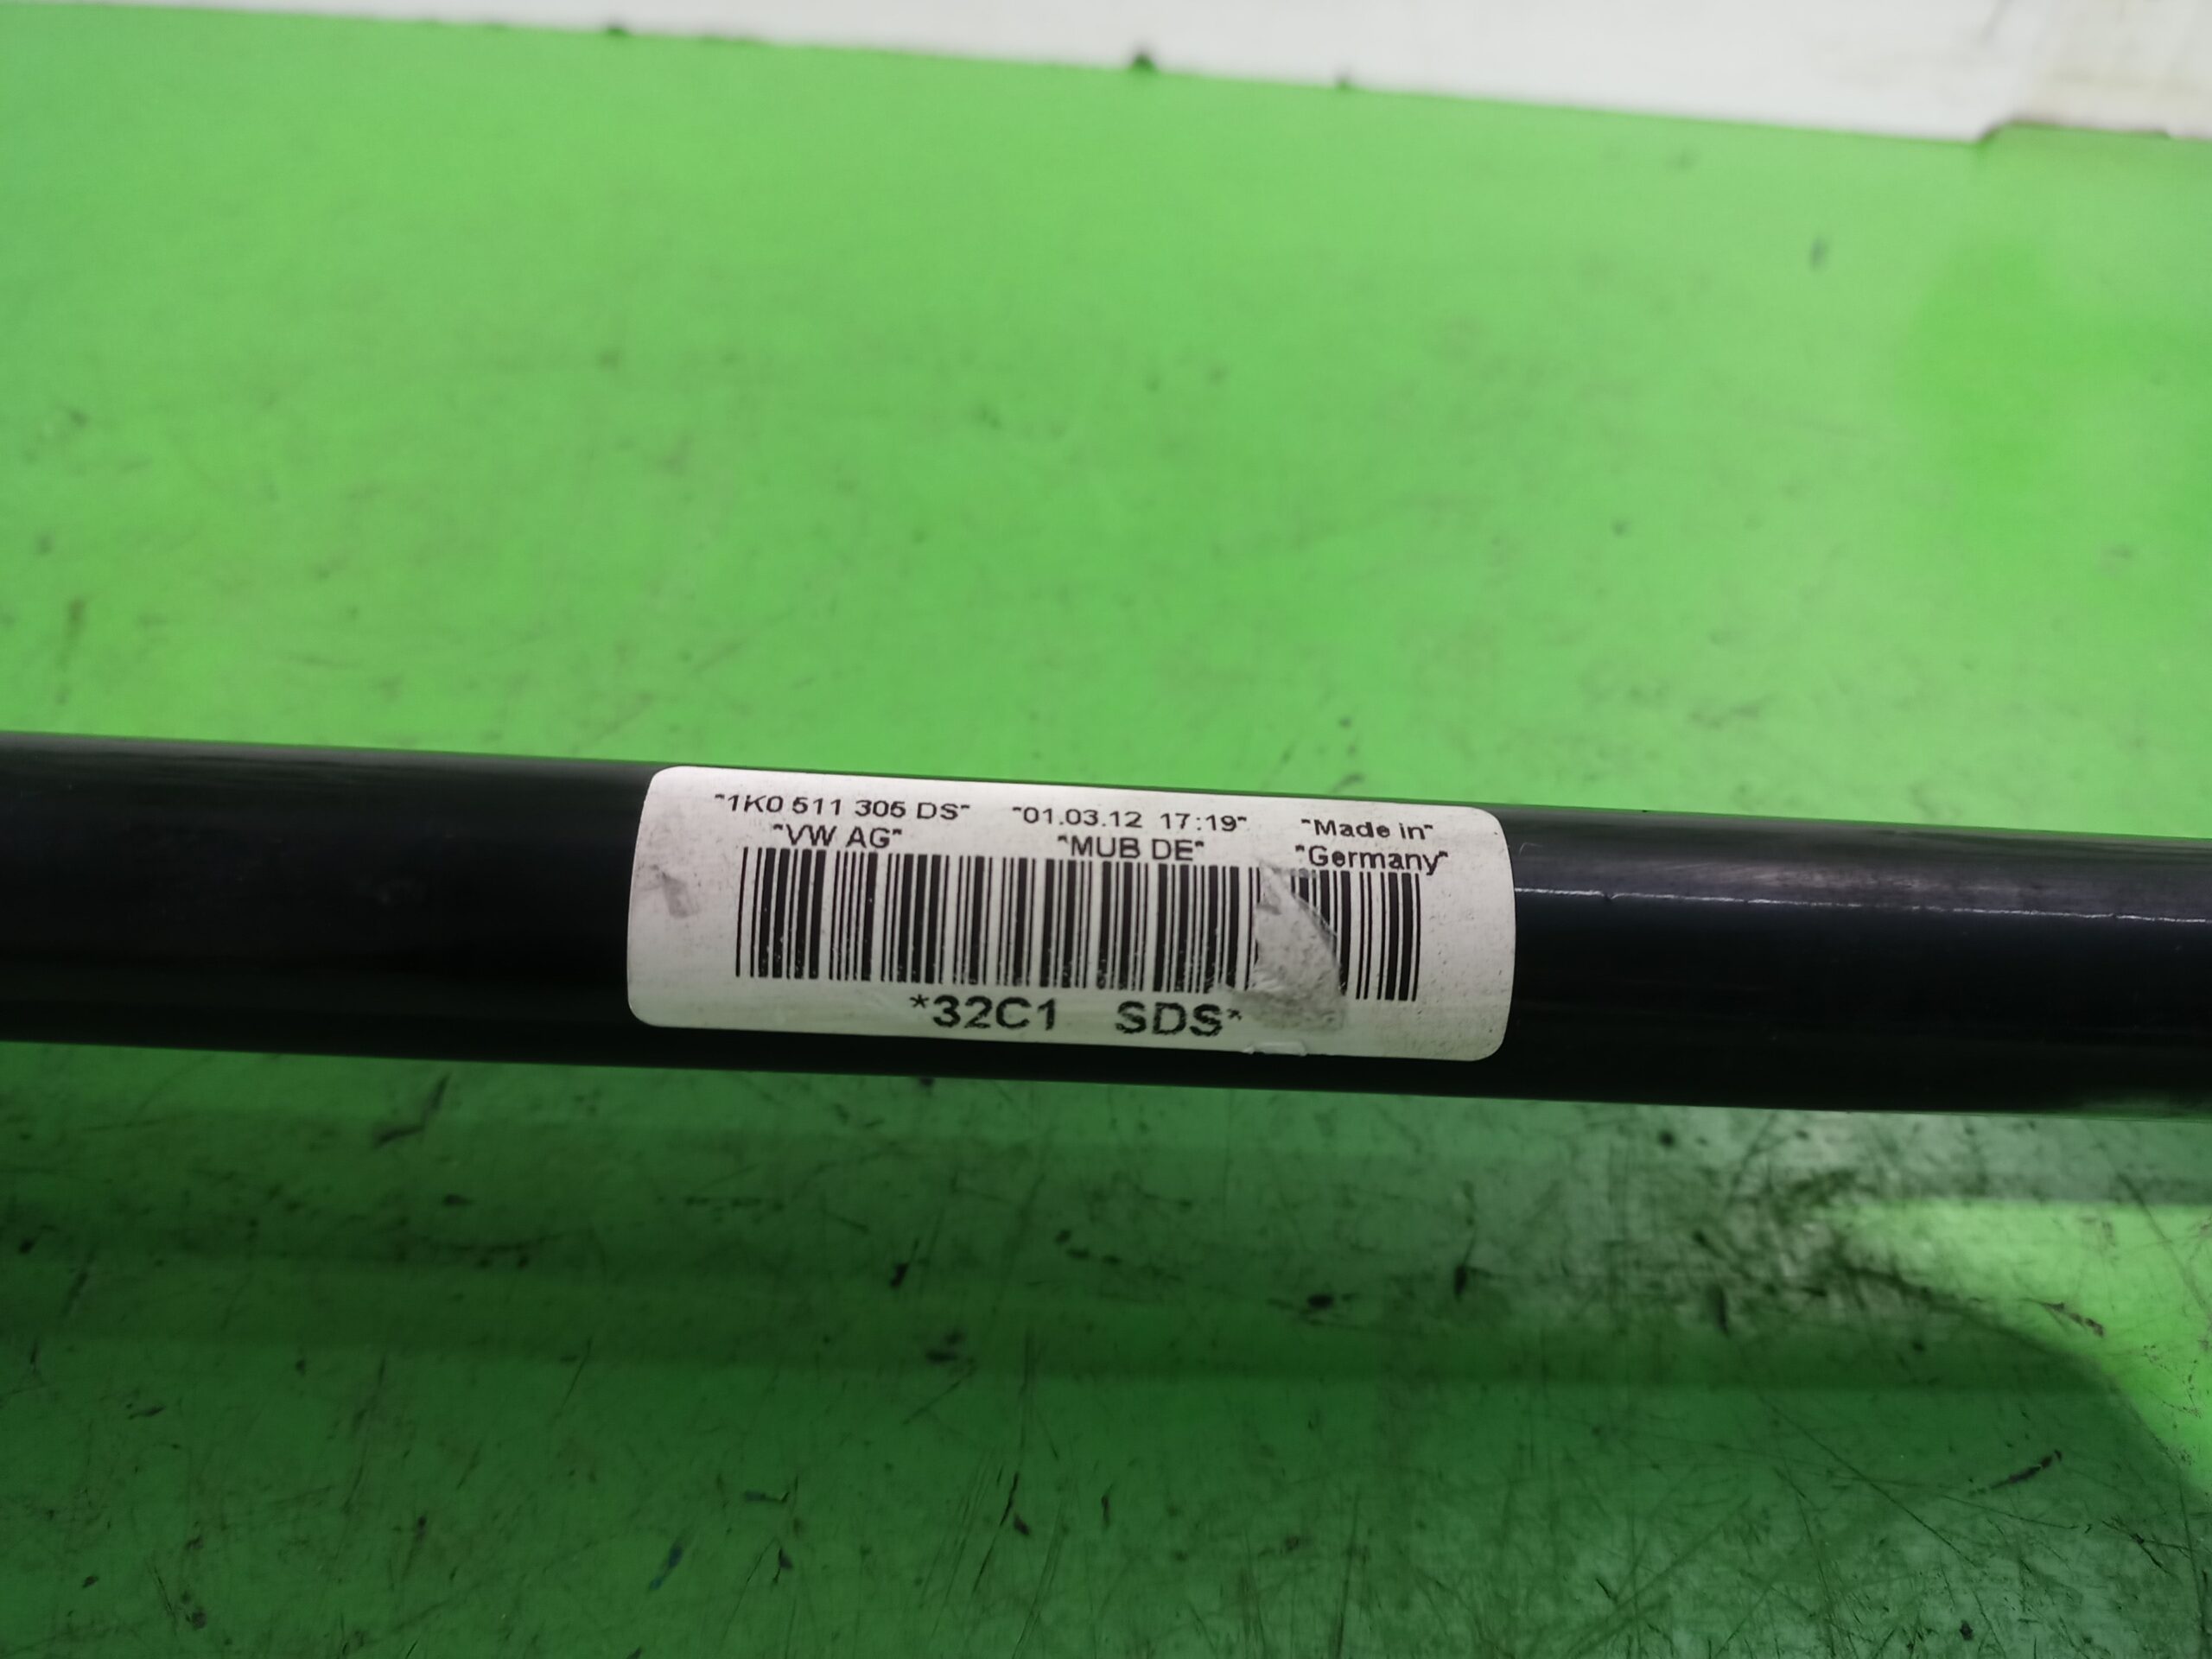 "1K0 511 305 DS" "01.03.12 17:19" "Made in"
"VW AG" "MUB DE" "Germany"
*32C1 SDS*